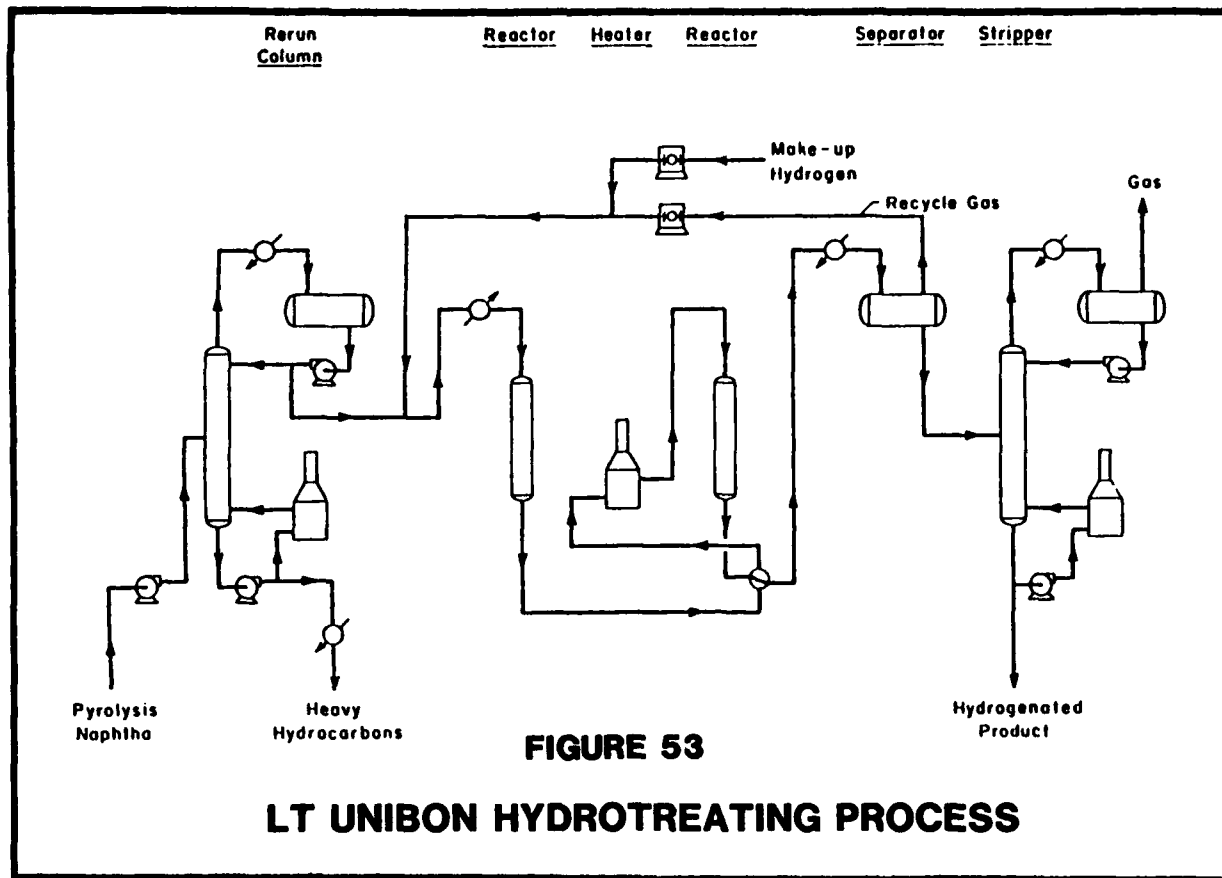 Rerun
Column
Reactor
Heater
Reactor
Separator
Stripper
Make-up
Hydrogen
Gas
Recycle Gas
Pyrolysis
Naphtha
Heavy
Hydrocarbons
Hydrogenated
Product
FIGURE 53
LT UNIBON HYDROTREATING PROCESS